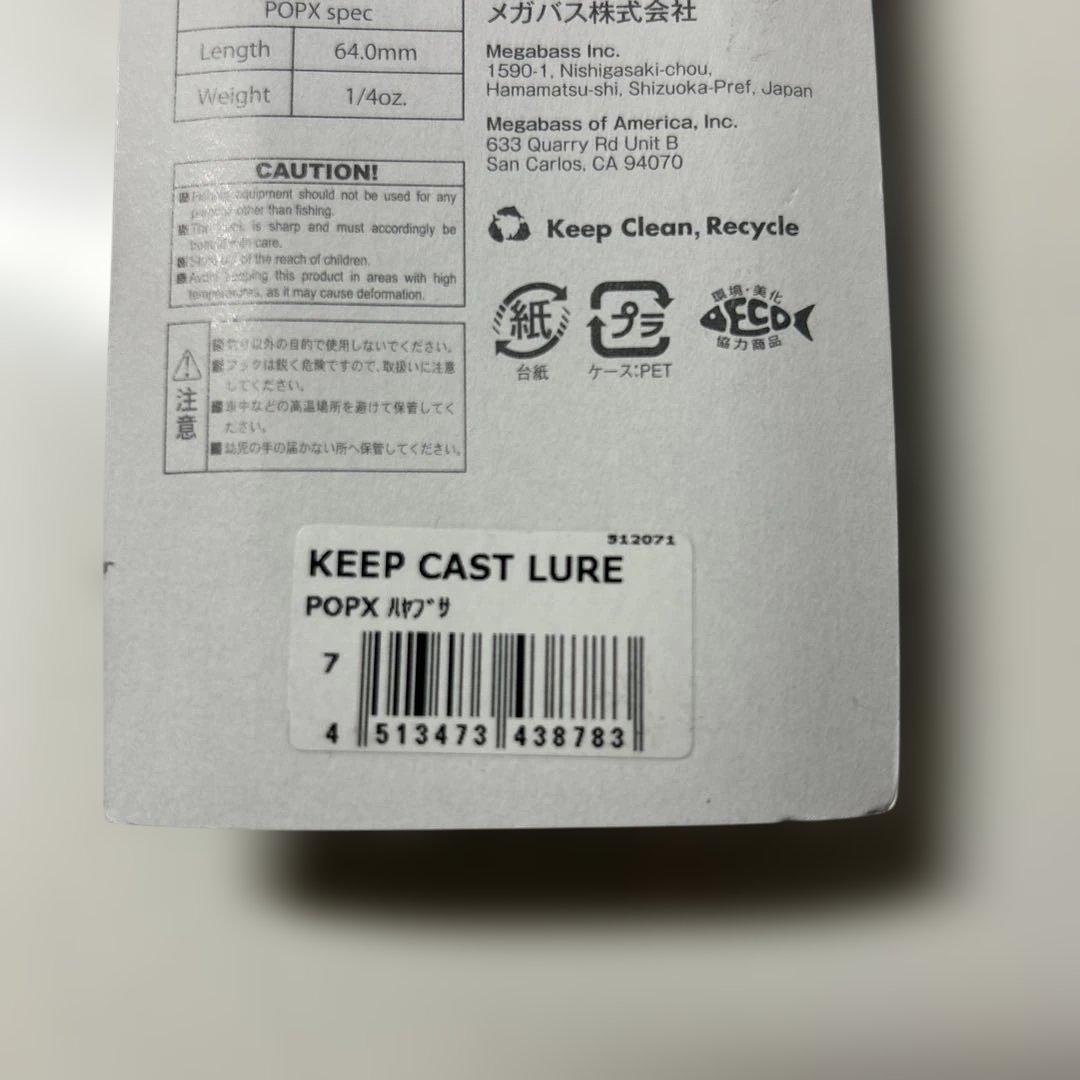 POPX spec
Length 64.0mm
Weight 1/4oz.
CAUTION!
equipment should not be used for any
other than fishing.
is sharp and must accordingly be
care.
of the reach of children.
this product in areas with high
as it may cause deformation.
注意
以外の目的で使用しないでください。
フックは鋭く危険ですので、取扱いに注意
してください。
車中などの高温場所を避けて保管してく
ださい。
幼児の手の届かない所へ保管してください。
メガバス株式会社
Megabass Inc.
1590-1, Nishigasaki-chou,
Hamamatsu-shi, Shizuoka-Pref, Japan
Megabass of America, Inc.
633 Quarry Rd Unit B
San Carlos, CA 94070
Keep Clean, Recycle
紙
台紙
プラ
ケース:PET
環境・美化
DECO
協力商品
512071
KEEP CAST LURE
POPX ﾊﾔﾌﾞｻ
7
4 513473 438783